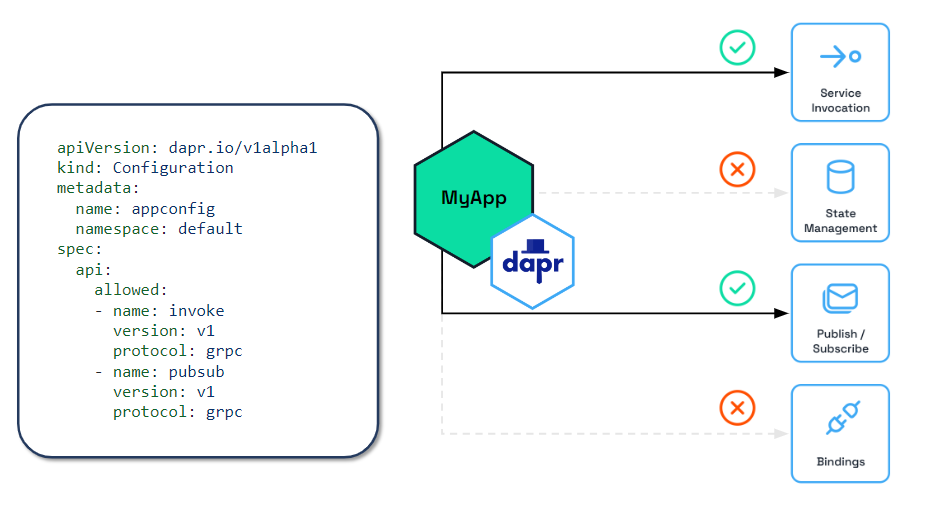 apiVersion: dapr.io/v1alpha1
kind: Configuration
metadata:
  name: appconfig
  namespace: default
spec:
  api:
    allowed:
    - name: invoke
      version: v1
      protocol: grpc
    - name: pubsub
      version: v1
      protocol: grpc
MyApp
dapr
Service
Invocation
State
Management
Publish /
Subscribe
Bindings